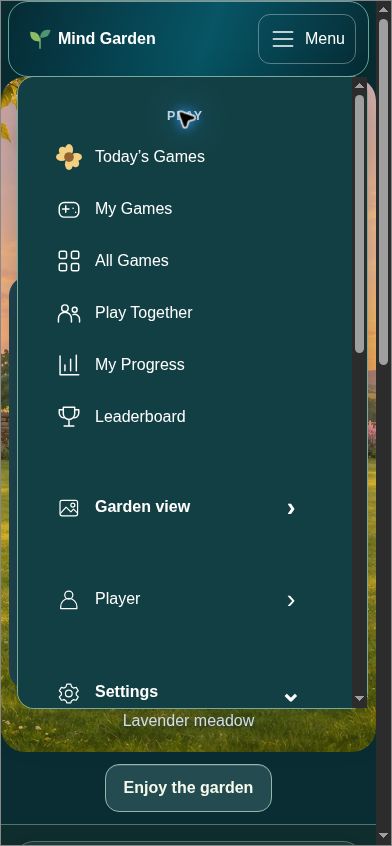 Mind Garden
Menu
PLAY
Today's Games
My Games
All Games
Play Together
My Progress
Leaderboard
Garden view
Player
Settings
Lavender meadow
Enjoy the garden